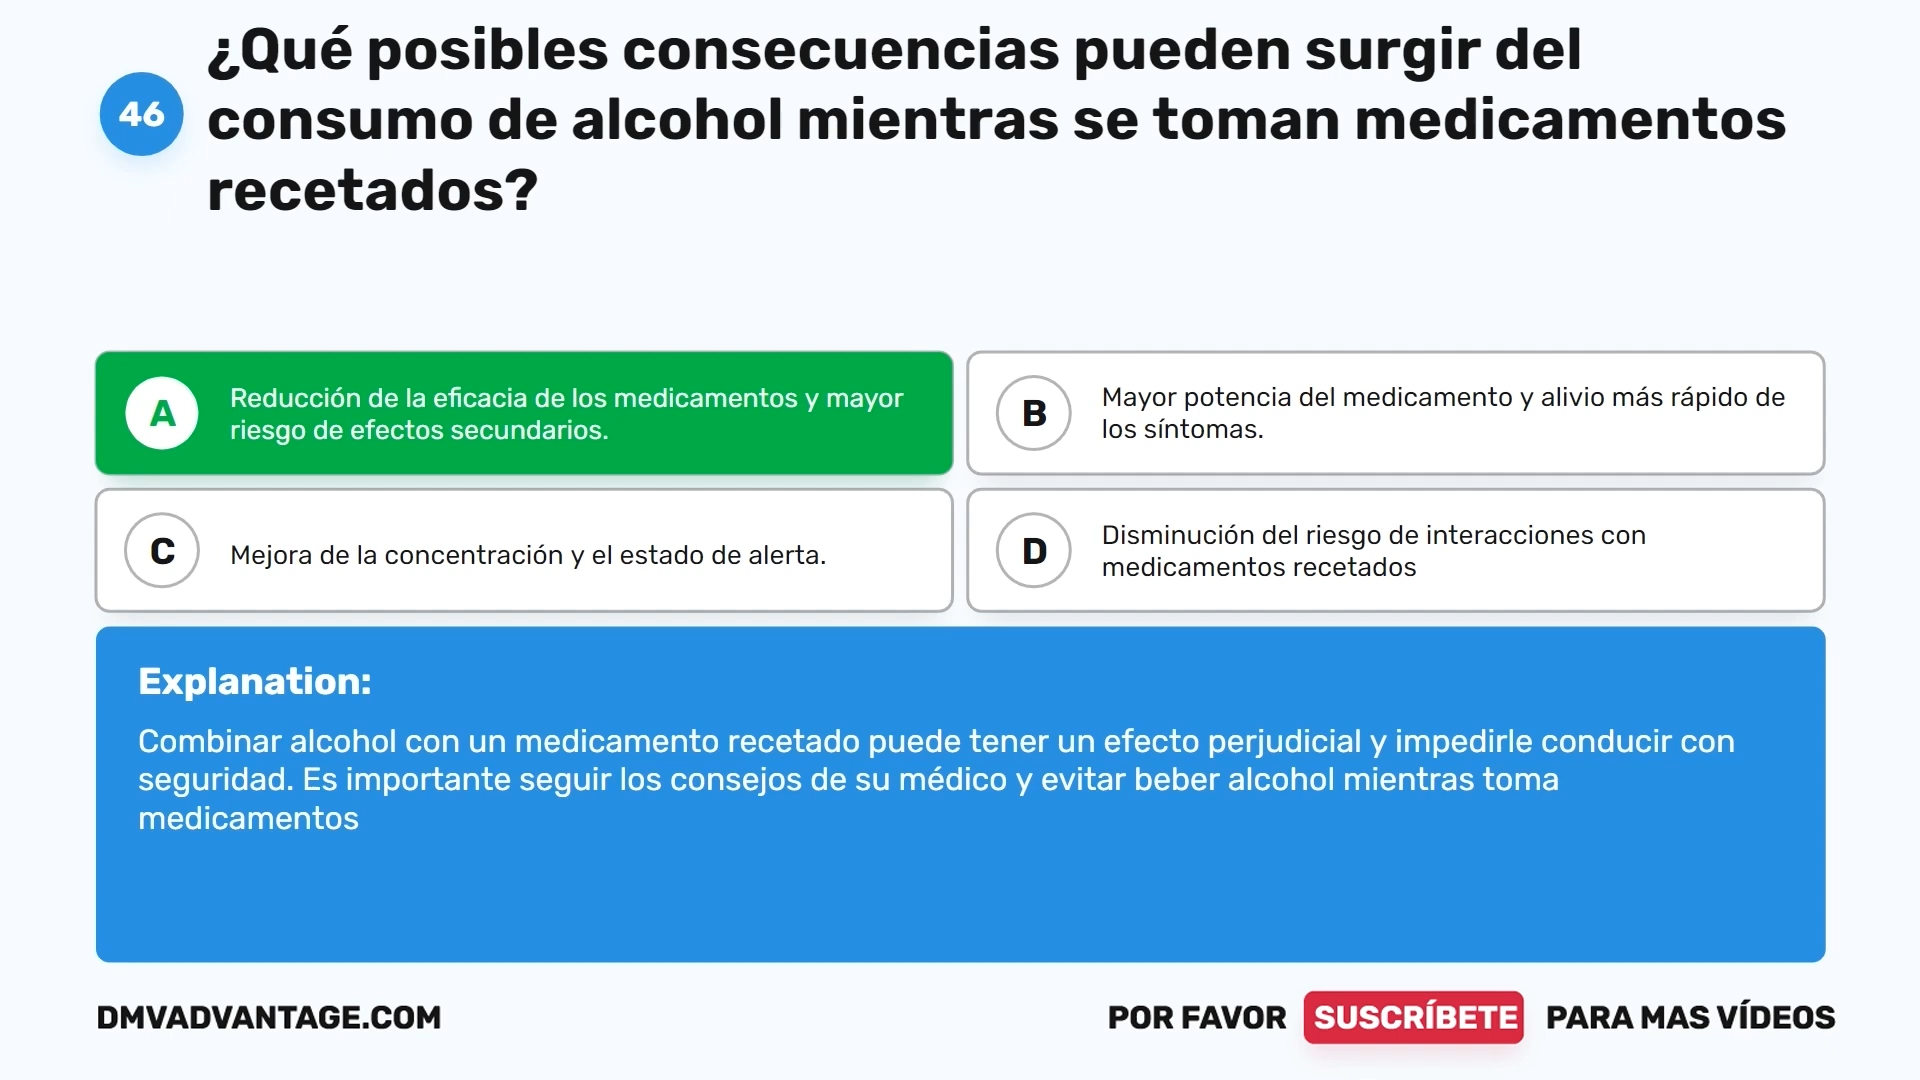 46
¿Qué posibles consecuencias pueden surgir del
consumo de alcohol mientras se toman medicamentos
recetados?
A
Reducción de la eficacia de los medicamentos y mayor
riesgo de efectos secundarios.
B
Mayor potencia del medicamento y alivio más rápido de
los síntomas.
C
Mejora de la concentración y el estado de alerta.
D
Disminución del riesgo de interacciones con
medicamentos recetados
Explanation:
Combinar alcohol con un medicamento recetado puede tener un efecto perjudicial y impedirle conducir con
seguridad. Es importante seguir los consejos de su médico y evitar beber alcohol mientras toma
medicamentos
DMVADVANTAGE.COM
POR FAVOR SUSCRÍBETE PARA MAS VÍDEOS